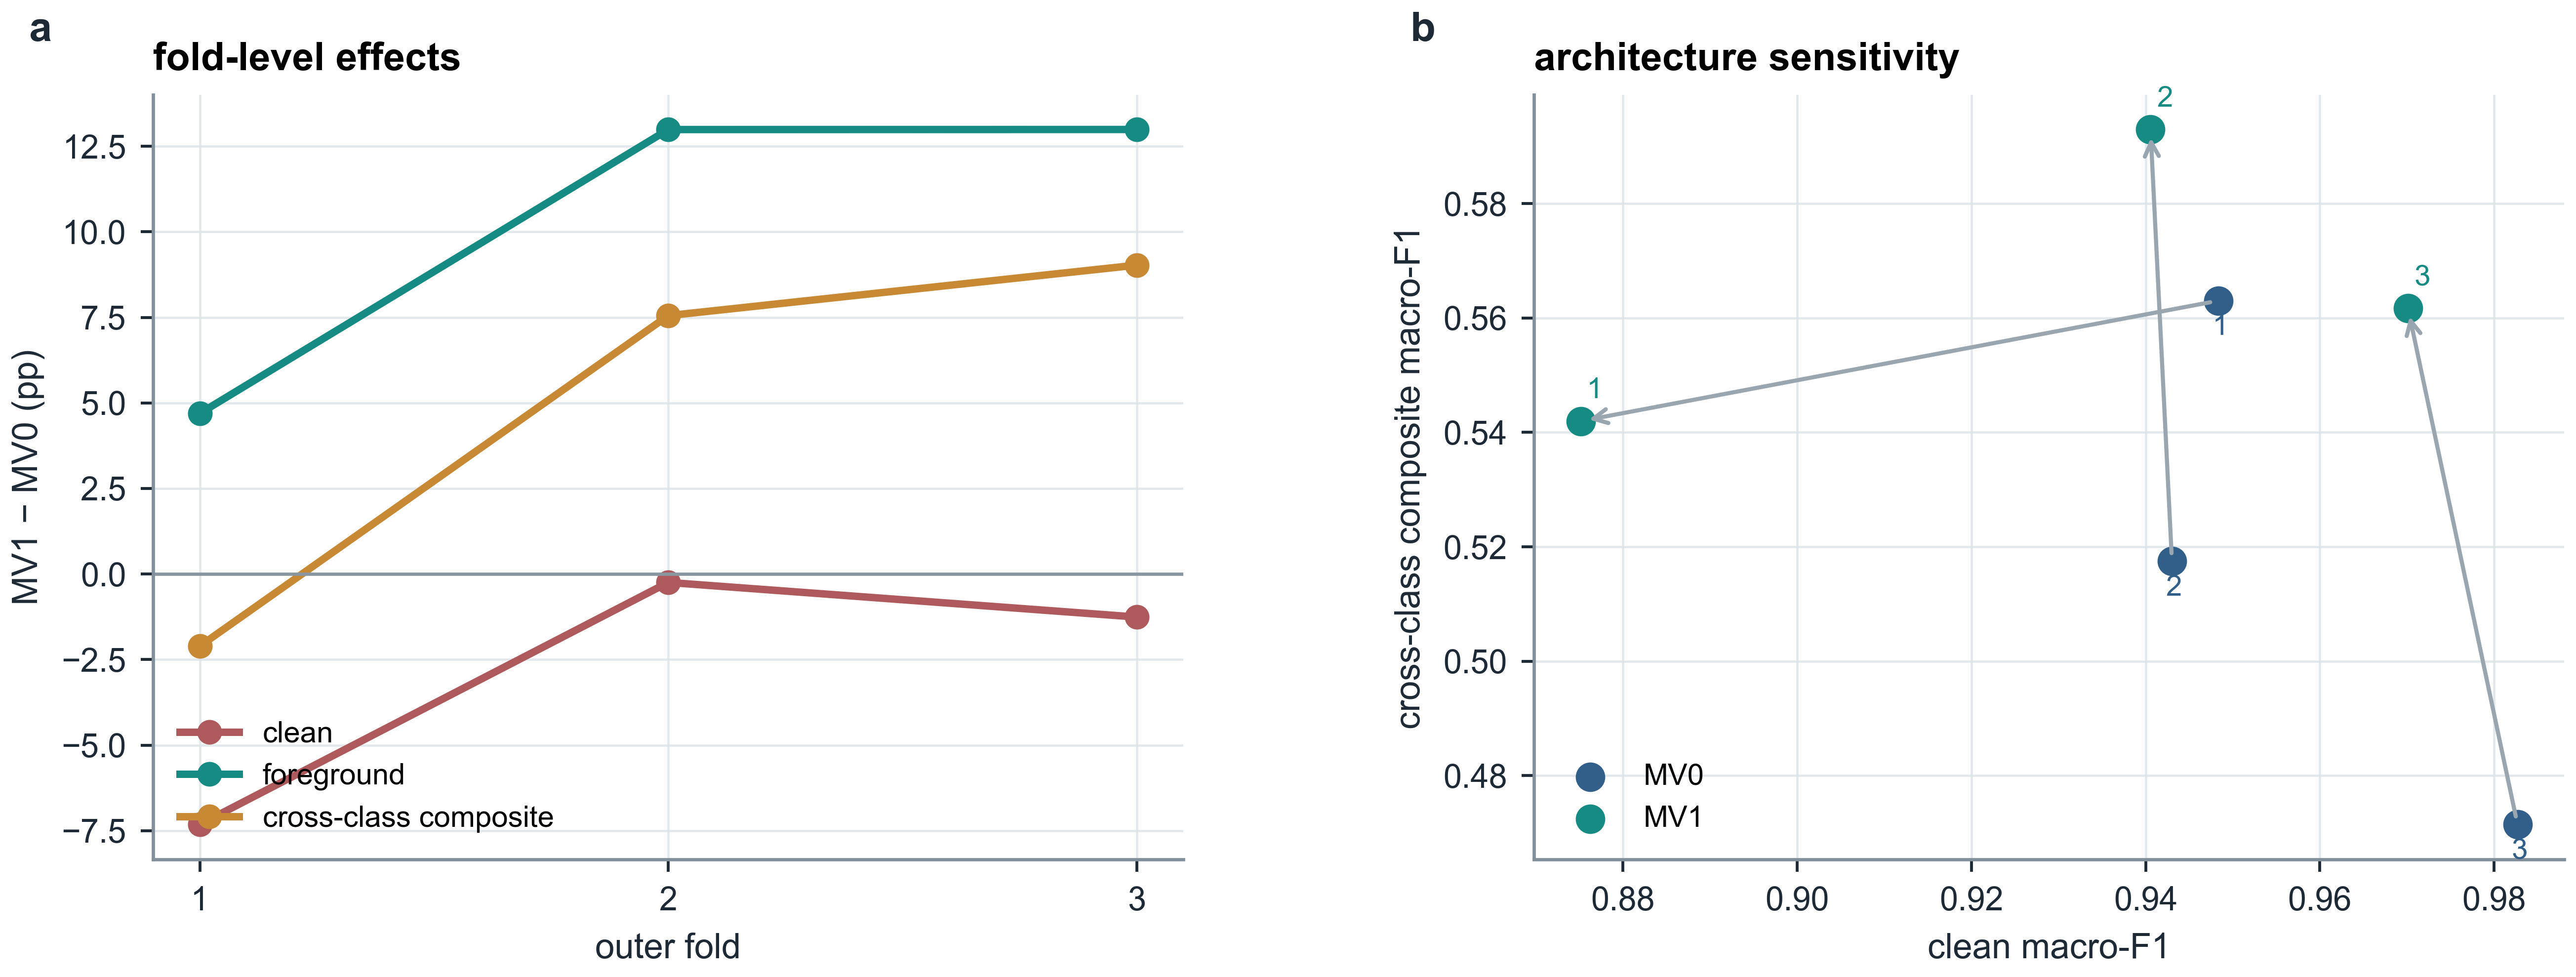 a
fold-level effects
MV1 − MV0 (pp)
12.5
10.0
7.5
5.0
2.5
0.0
−2.5
−5.0
−7.5
clean
foreground
cross-class composite
1 2 3
outer fold
b
architecture sensitivity
cross-class composite macro-F1
0.58
0.56
0.54
0.52
0.50
0.48
2
3
1
1
2
3
MV0
MV1
0.88 0.90 0.92 0.94 0.96 0.98
clean macro-F1